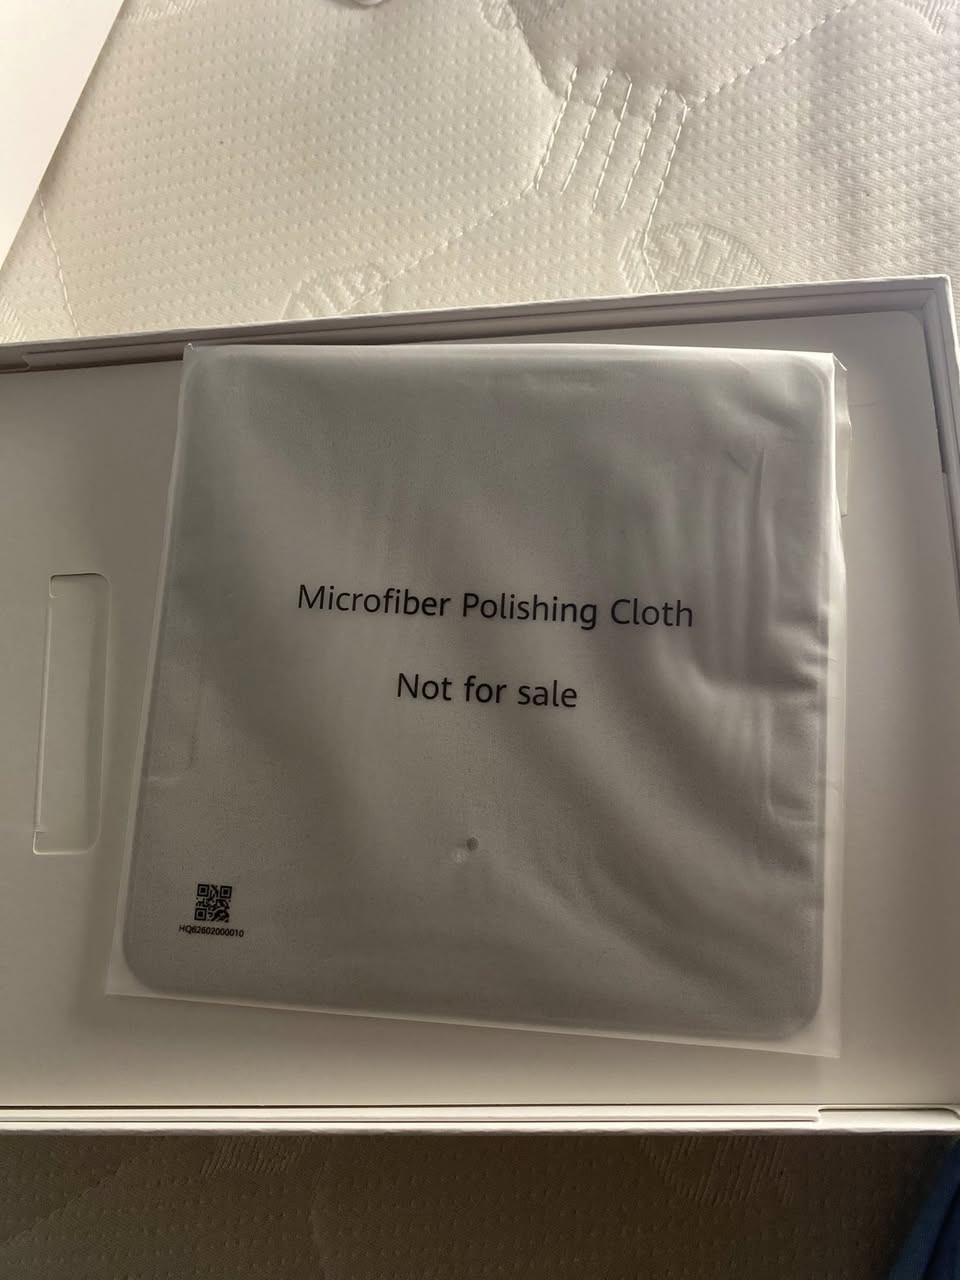 Microfiber Polishing Cloth
Not for sale
HQ62602000010